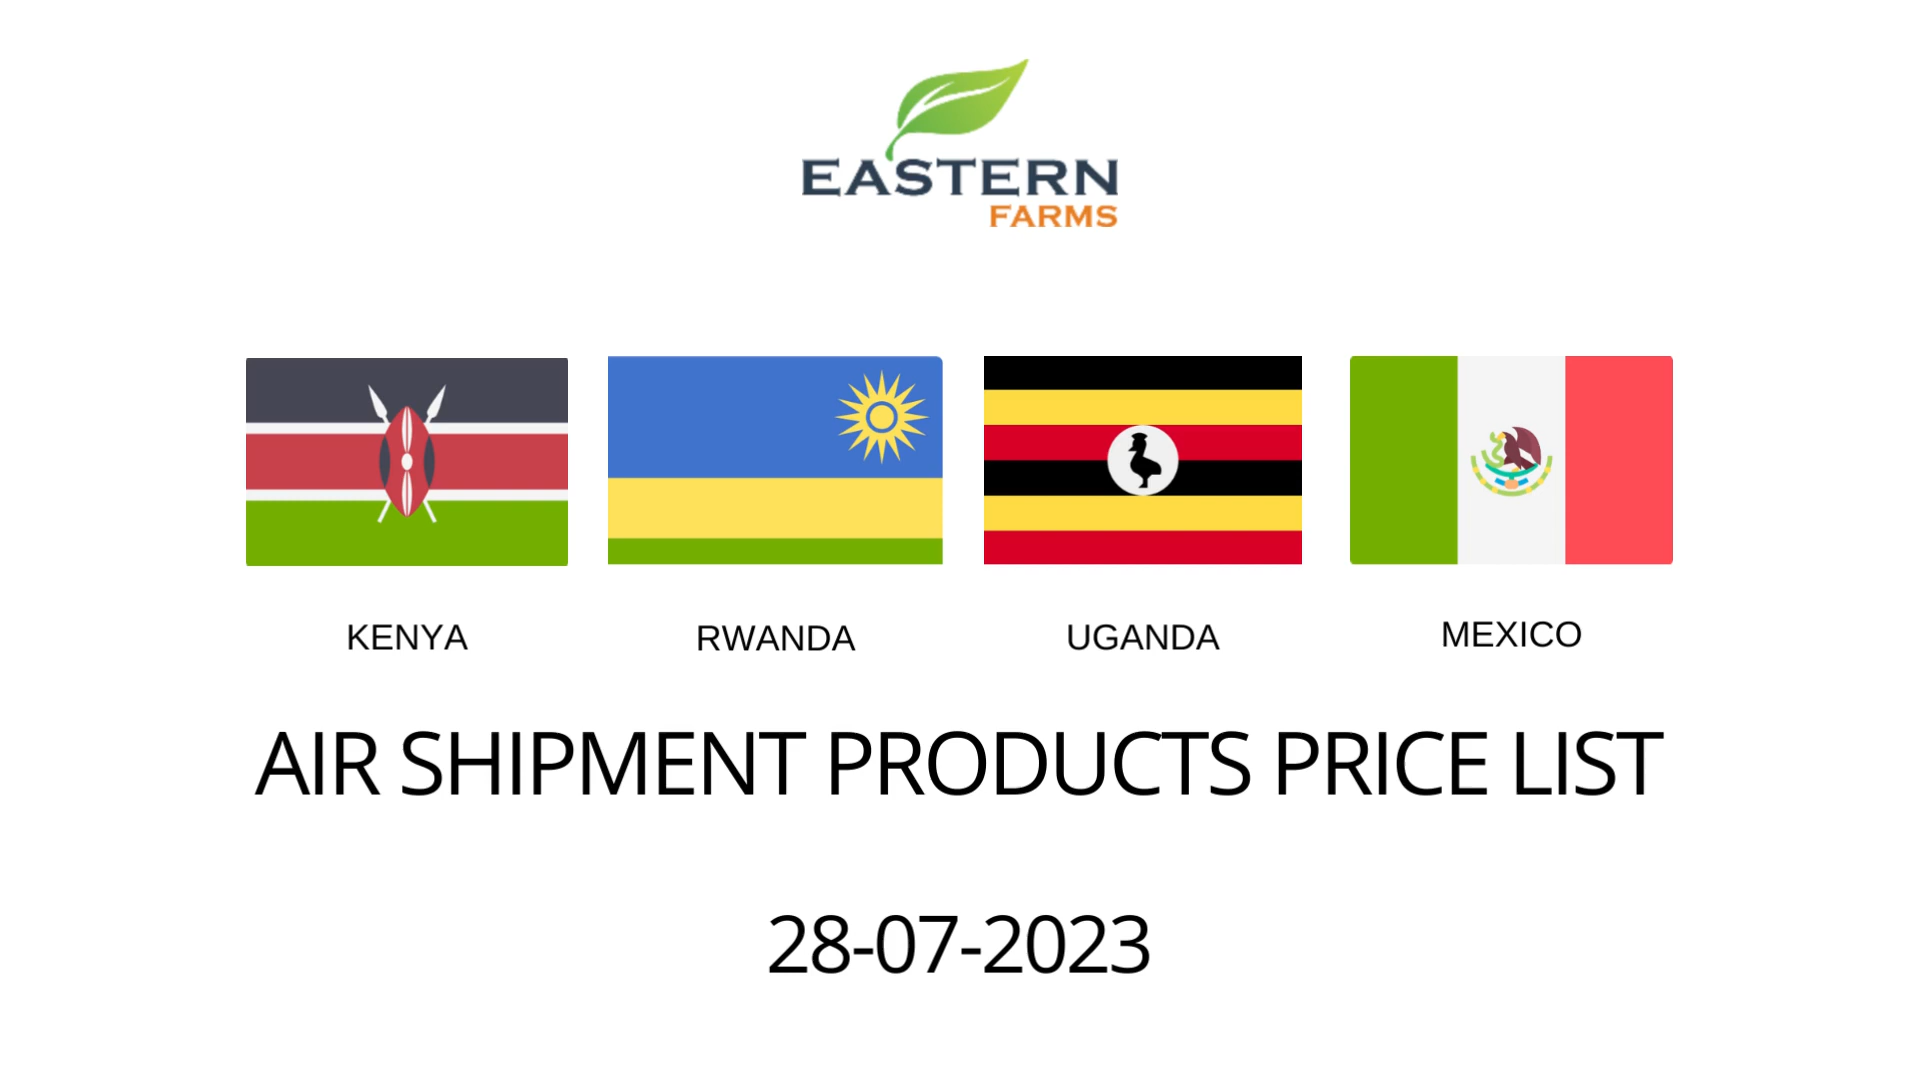 EASTERN
FARMS
KENYA
RWANDA
UGANDA
MEXICO
AIR SHIPMENT PRODUCTS PRICE LIST
28-07-2023